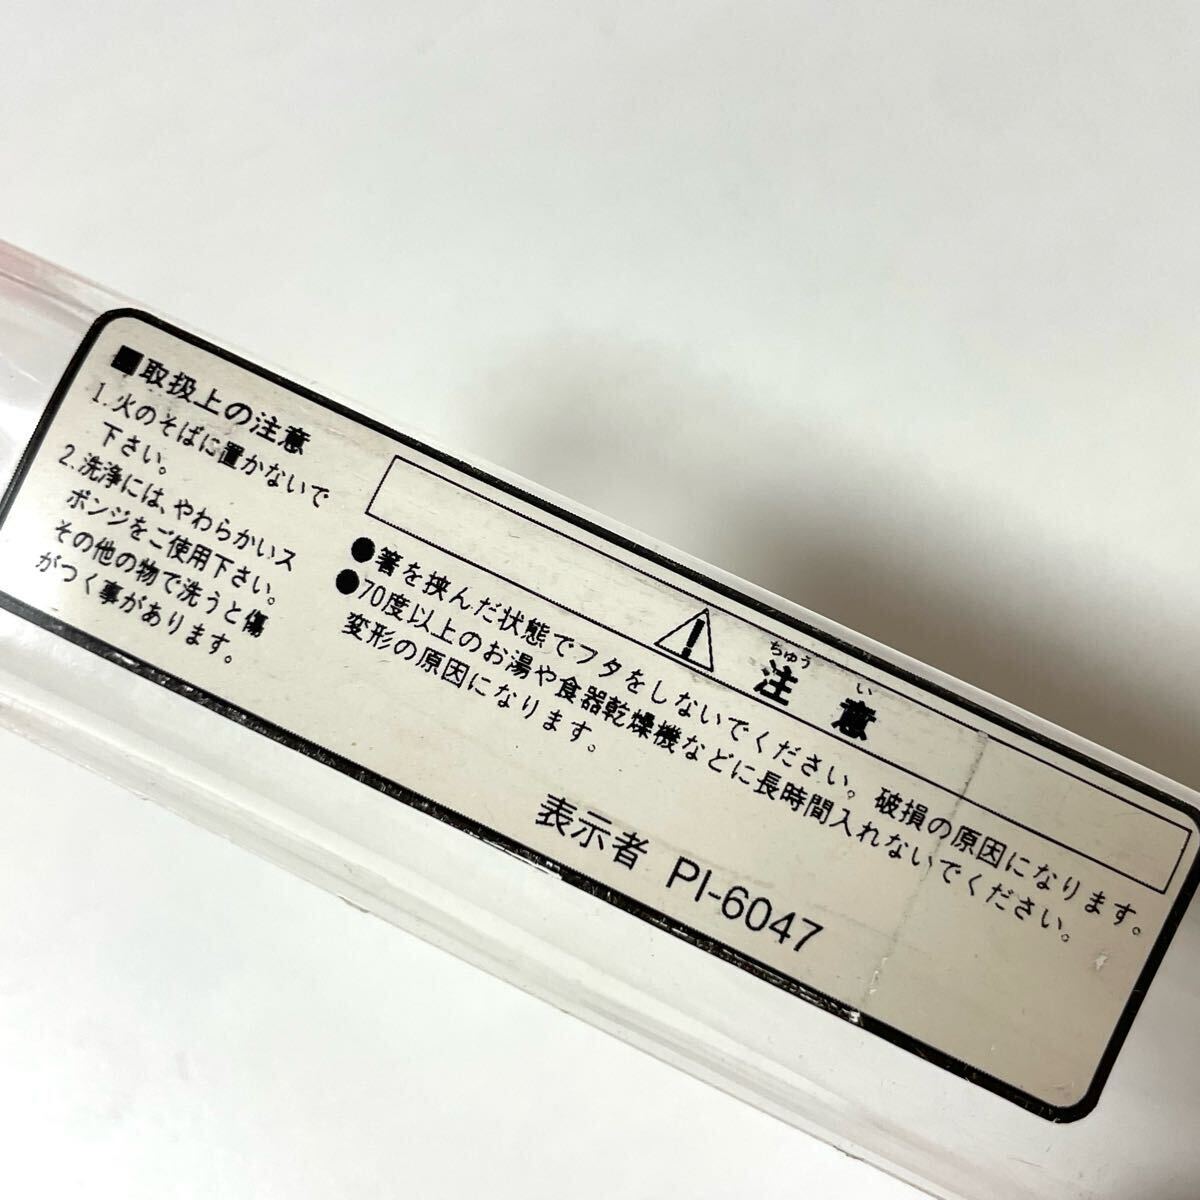 ■取扱上の注意
1.火のそばに置かないで
下さい。
2.洗浄には、やわらかいス
ポンジをご使用下さい。
その他の物で洗うと傷
がつく事があります。
ちゅう い
注 意
●箸を挟んだ状態でフタをしないでください。破損の原因になります。
●70度以上のお湯や食器乾燥機などに長時間入れないでください。
変形の原因になります。
表示者 PI-6047